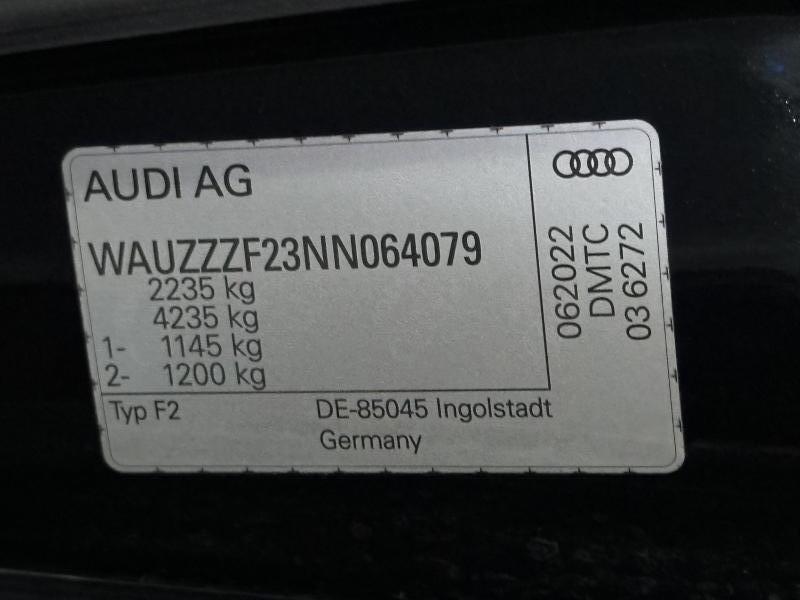 AUDI AG
WAUZZZF23NN064079
2235 kg
4235 kg
1- 1145 kg
2- 1200 kg
Typ F2 DE-85045 Ingolstadt
Germany
062022
DMTC
03 6272